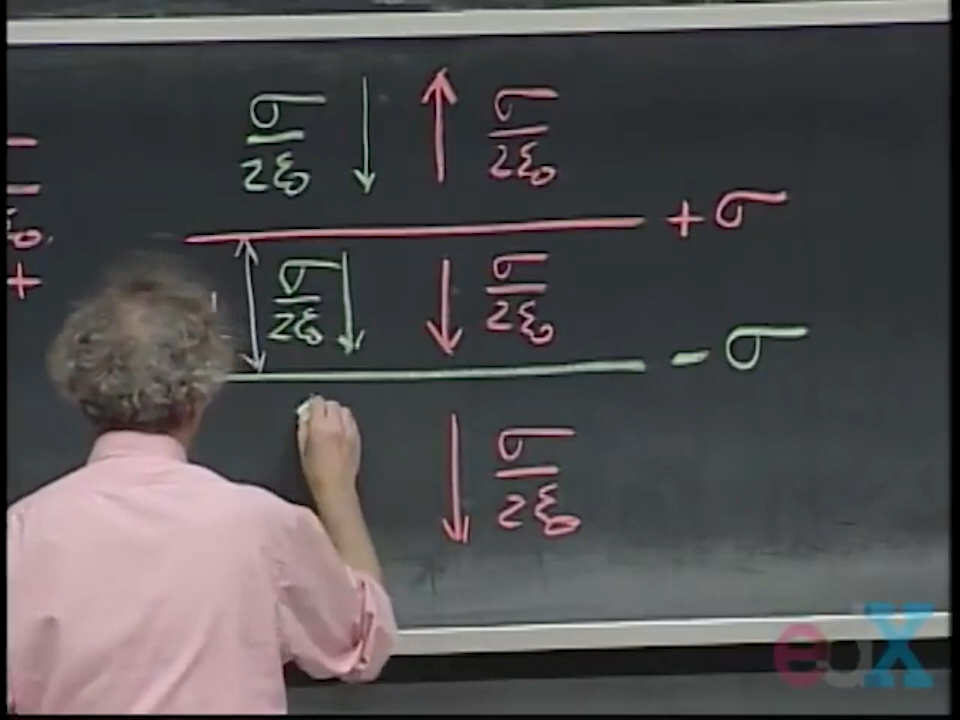 σ/2ε₀ ↓ ↑ σ/2ε₀
+ σ
σ/2ε₀ ↓ ↓ σ/2ε₀
- σ
↓ σ/2ε₀
+
edX